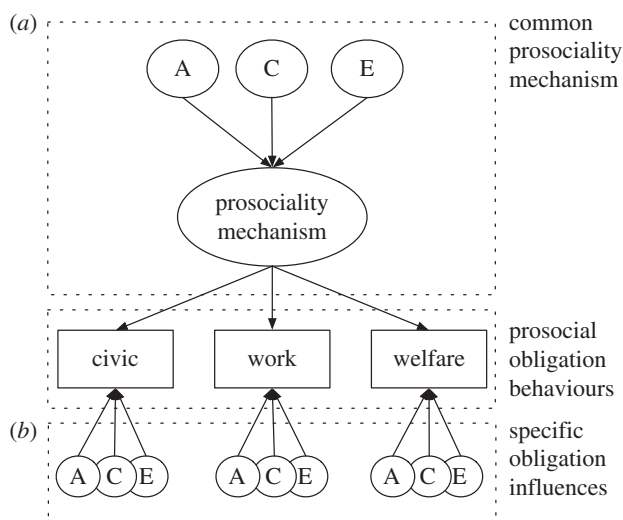 (a)
common
prosociality
mechanism
A C E
prosociality
mechanism
civic work welfare
prosocial
obligation
behaviours
(b)
A C E A C E A C E
specific
obligation
influences